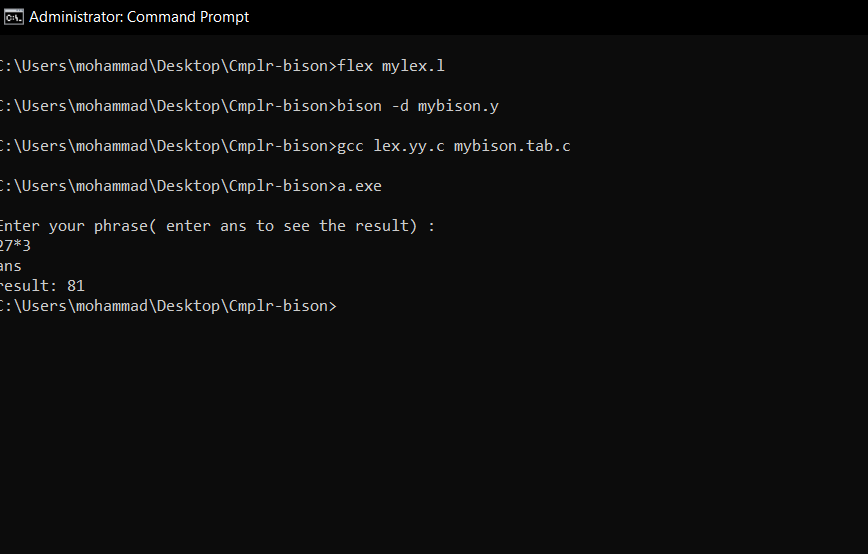 Administrator: Command Prompt
C:\Users\mohammad\Desktop\Cmplr-bison>flex mylex.l
C:\Users\mohammad\Desktop\Cmplr-bison>bison -d mybison.y
C:\Users\mohammad\Desktop\Cmplr-bison>gcc lex.yy.c mybison.tab.c
C:\Users\mohammad\Desktop\Cmplr-bison>a.exe
Enter your phrase( enter ans to see the result) :
27*3
ans
result: 81
C:\Users\mohammad\Desktop\Cmplr-bison>